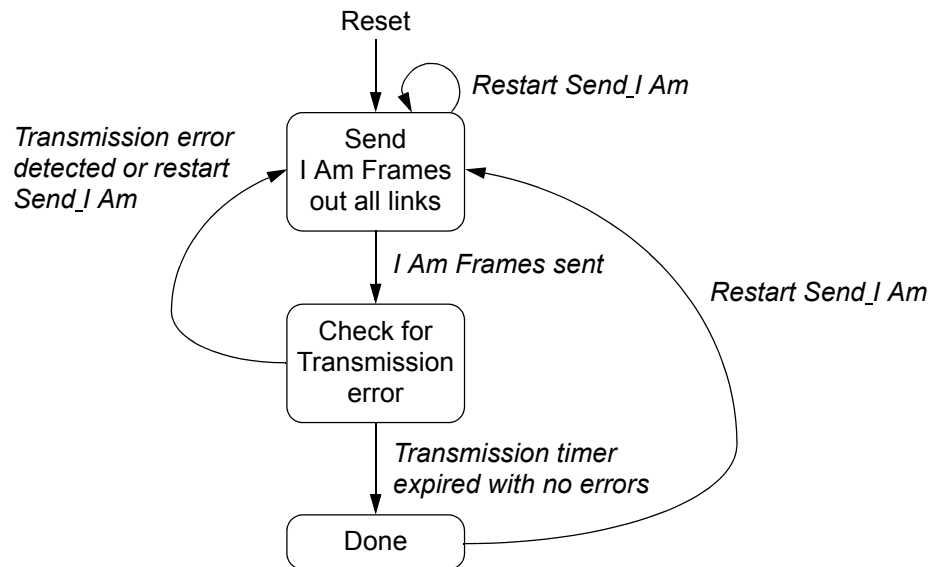 Reset
Restart Send_I Am
Transmission error
detected or restart
Send_I Am
Send
I Am Frames
out all links
I Am Frames sent
Restart Send_I Am
Check for
Transmission
error
Transmission timer
expired with no errors
Done